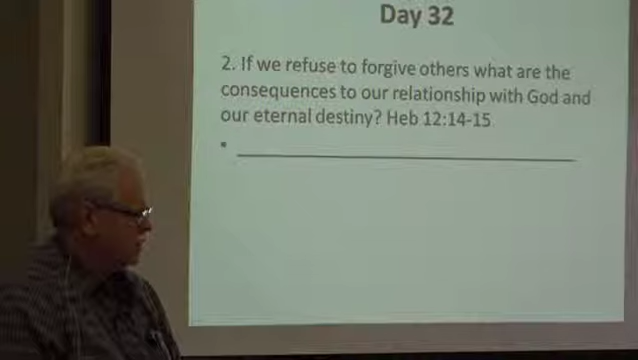 Day 32
2. If we refuse to forgive others what are the
consequences to our relationship with God and
our eternal destiny? Heb 12:14-15